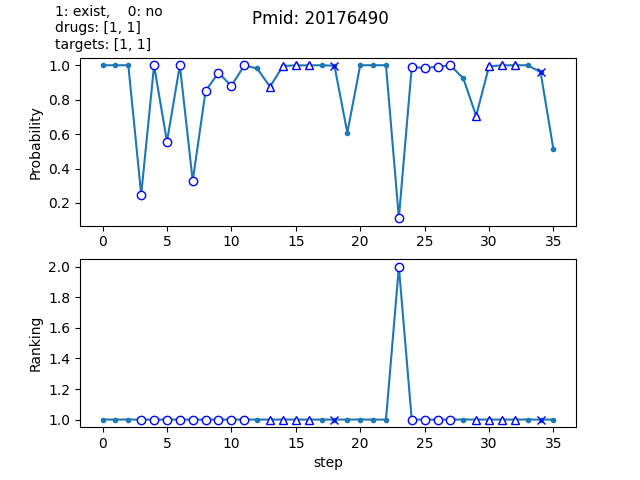 1: exist,    0: no
Pmid: 20176490
drugs: [1, 1]
targets: [1, 1]
1.0
0.8
0.6
0.4
0.2
Probability
0 5 10 15 20 25 30 35
2.0
1.8
1.6
1.4
1.2
1.0
Ranking
0 5 10 15 20 25 30 35
step